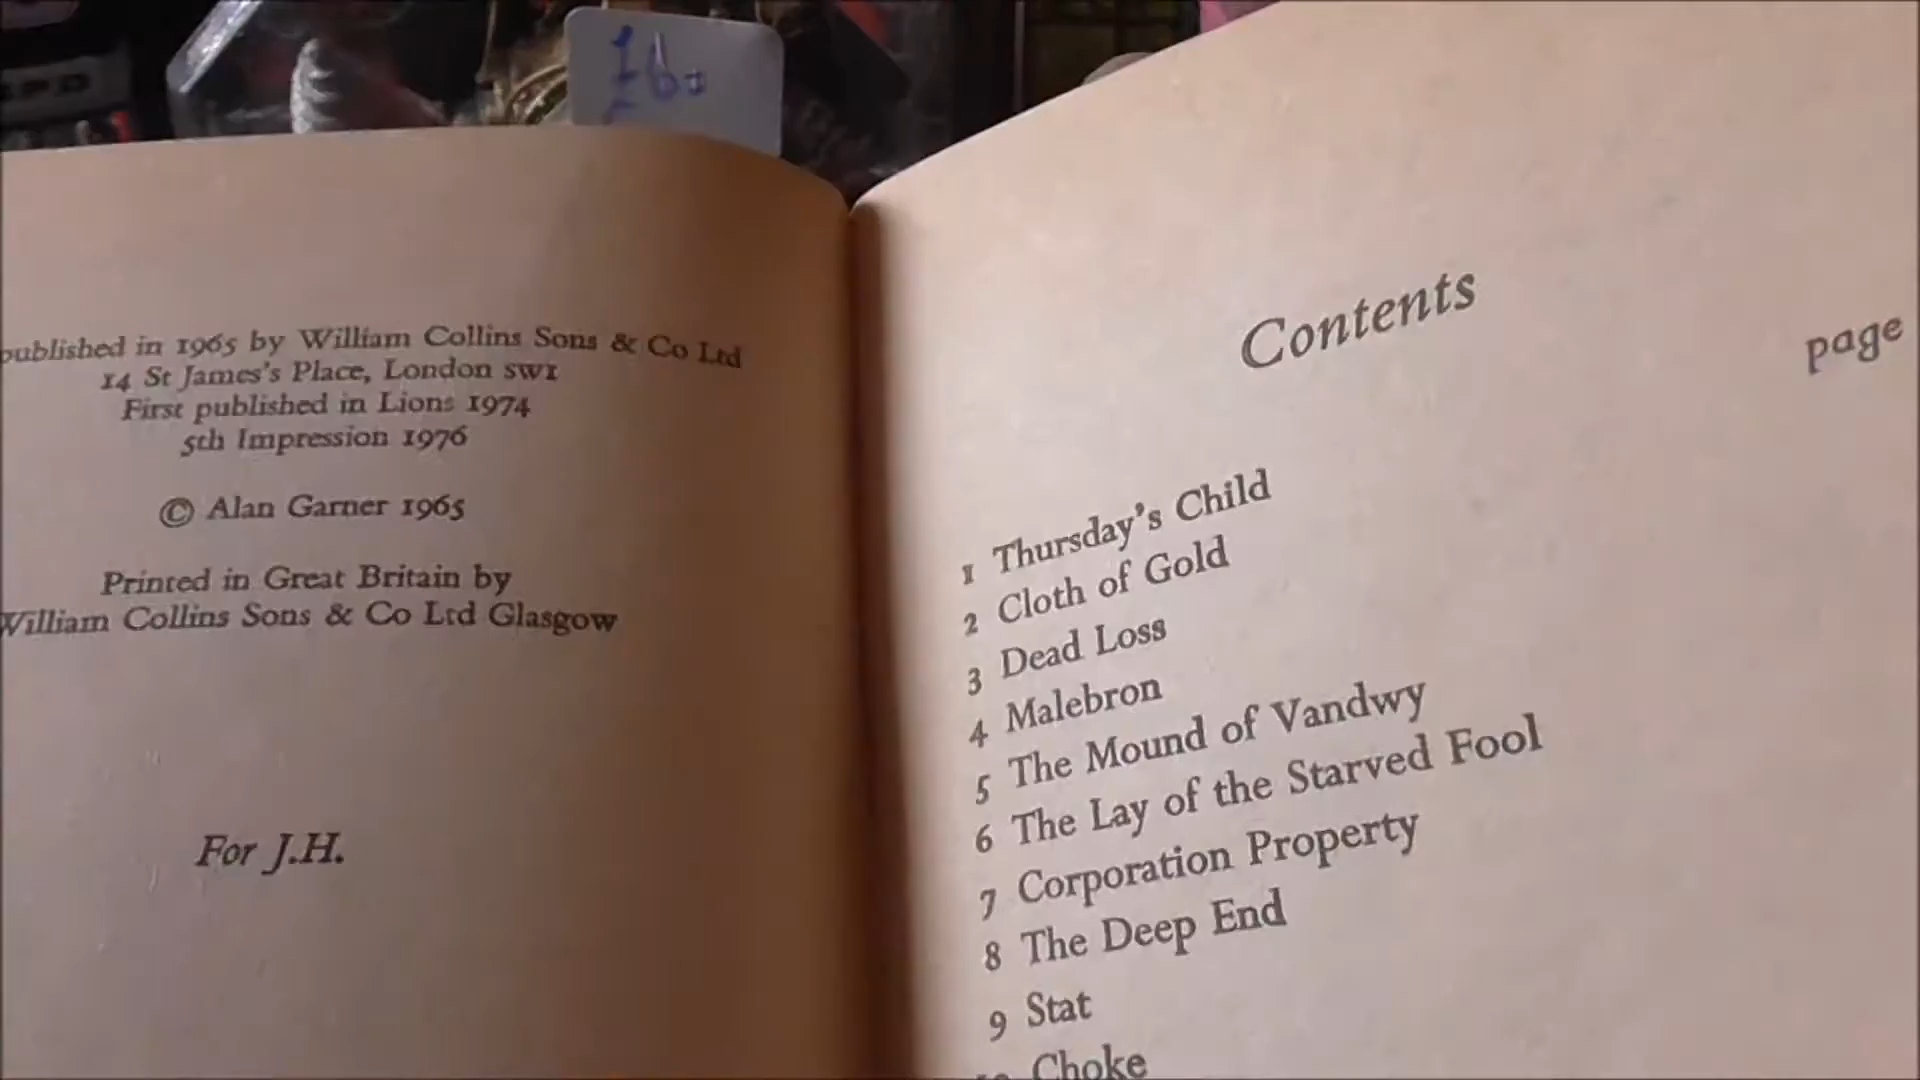 published in 1965 by William Collins Sons & Co Ltd
14 St James's Place, London SW1
First published in Lions 1974
5th Impression 1976
© Alan Garner 1965
Printed in Great Britain by
William Collins Sons & Co Ltd Glasgow
For J.H.
Contents
page
1 Thursday's Child
2 Cloth of Gold
3 Dead Loss
4 Malebron
5 The Mound of Vandwy
6 The Lay of the Starved Fool
7 Corporation Property
8 The Deep End
9 Stat
Choke